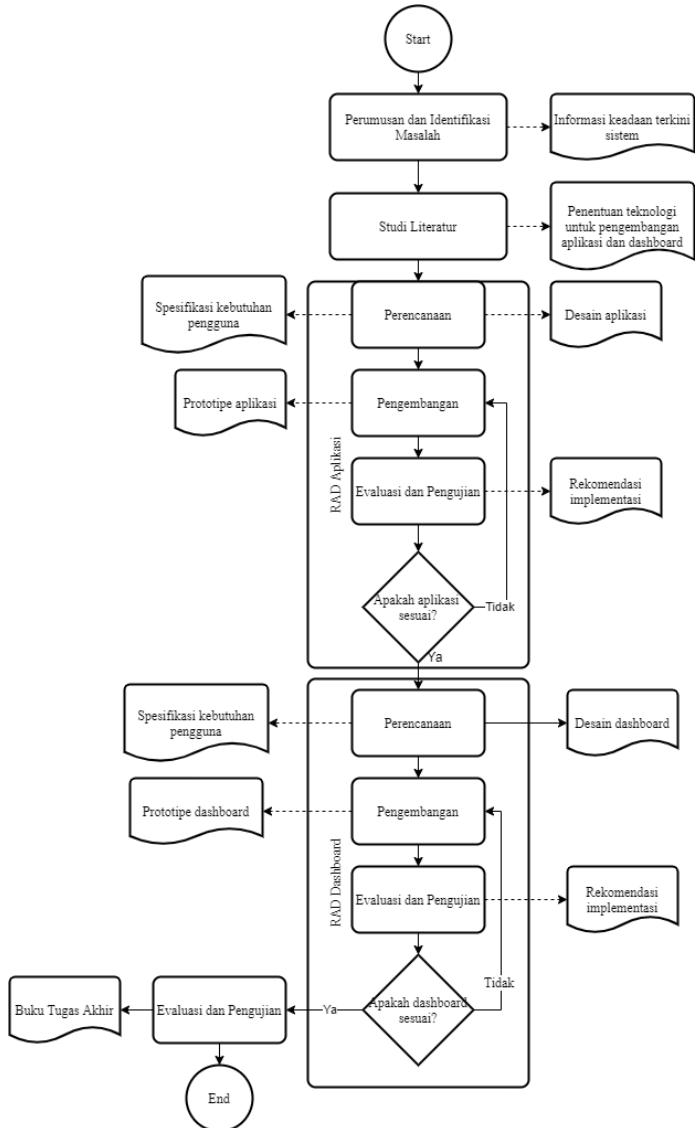 Start
Perumusan dan Identifikasi
Masalah
Informasi keadaan terkini
sistem
Studi Literatur
Penentuan teknologi
untuk pengembangan
aplikasi dan dashboard
Spesifikasi kebutuhan
pengguna
Perencanaan
Desain aplikasi
Prototipe aplikasi
Pengembangan
RAD Aplikasi
Evaluasi dan Pengujian
Rekomendasi
implementasi
Apakah aplikasi
sesuai?
Tidak
Ya
Spesifikasi kebutuhan
pengguna
Perencanaan
Desain dashboard
Prototipe dashboard
Pengembangan
RAD Dashboard
Evaluasi dan Pengujian
Rekomendasi
implementasi
Tidak
Apakah dashboard
sesuai?
Ya
Evaluasi dan Pengujian
Buku Tugas Akhir
End